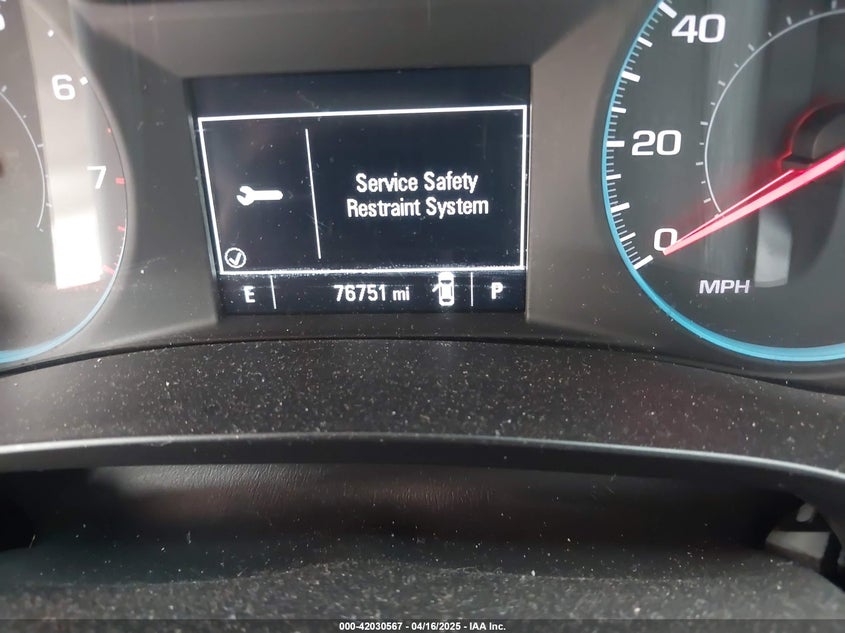 6
7
Service Safety
Restraint System
E 76751 mi P
40
20
0
MPH
000-42030567 - 04/16/2025 - IAA Inc.